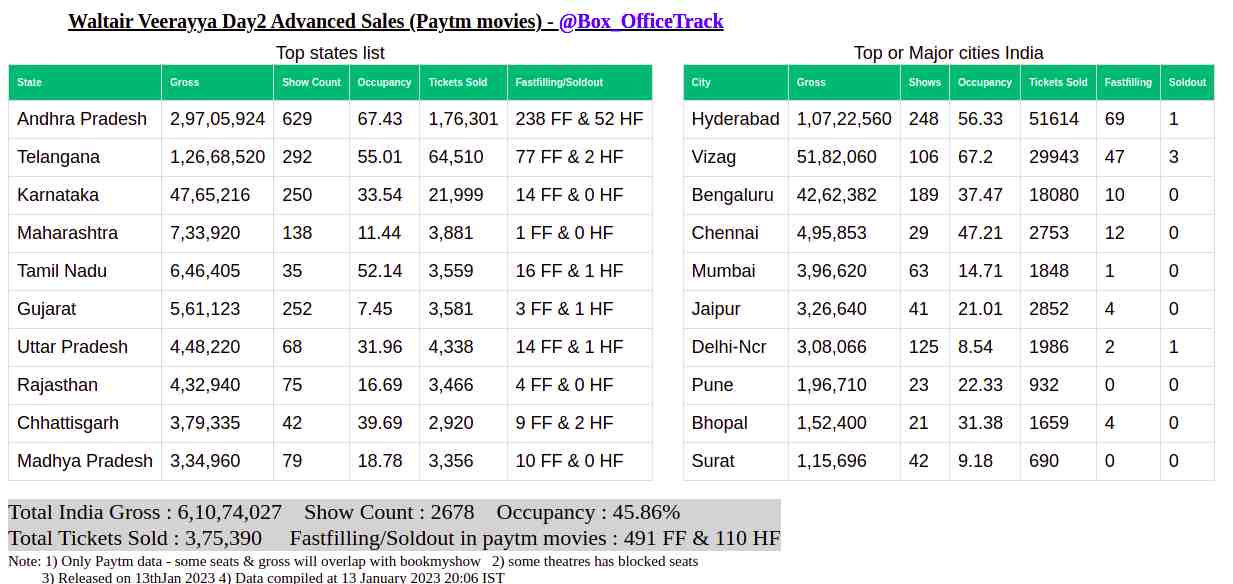 Waltair Veerayya Day2 Advanced Sales (Paytm movies) - @Box_OfficeTrack
Top states list
State Gross Show Count Occupancy Tickets Sold Fastfilling/Soldout
Andhra Pradesh 2,97,05,924 629 67.43 1,76,301 238 FF & 52 HF
Telangana 1,26,68,520 292 55.01 64,510 77 FF & 2 HF
Karnataka 47,65,216 250 33.54 21,999 14 FF & 0 HF
Maharashtra 7,33,920 138 11.44 3,881 1 FF & 0 HF
Tamil Nadu 6,46,405 35 52.14 3,559 16 FF & 1 HF
Gujarat 5,61,123 252 7.45 3,581 3 FF & 1 HF
Uttar Pradesh 4,48,220 68 31.96 4,338 14 FF & 1 HF
Rajasthan 4,32,940 75 16.69 3,466 4 FF & 0 HF
Chhattisgarh 3,79,335 42 39.69 2,920 9 FF & 2 HF
Madhya Pradesh 3,34,960 79 18.78 3,356 10 FF & 0 HF
Top or Major cities India
City Gross Shows Occupancy Tickets Sold Fastfilling Soldout
Hyderabad 1,07,22,560 248 56.33 51614 69 1
Vizag 51,82,060 106 67.2 29943 47 3
Bengaluru 42,62,382 189 37.47 18080 10 0
Chennai 4,95,853 29 47.21 2753 12 0
Mumbai 3,96,620 63 14.71 1848 1 0
Jaipur 3,26,640 41 21.01 2852 4 0
Delhi-Ncr 3,08,066 125 8.54 1986 2 1
Pune 1,96,710 23 22.33 932 0 0
Bhopal 1,52,400 21 31.38 1659 4 0
Surat 1,15,696 42 9.18 690 0 0
Total India Gross : 6,10,74,027 Show Count : 2678 Occupancy : 45.86%
Total Tickets Sold : 3,75,390 Fastfilling/Soldout in paytm movies : 491 FF & 110 HF
Note: 1) Only Paytm data - some seats & gross will overlap with bookmyshow 2) some theatres has blocked seats
3) Released on 13thJan 2023 4) Data compiled at 13 January 2023 20:06 IST